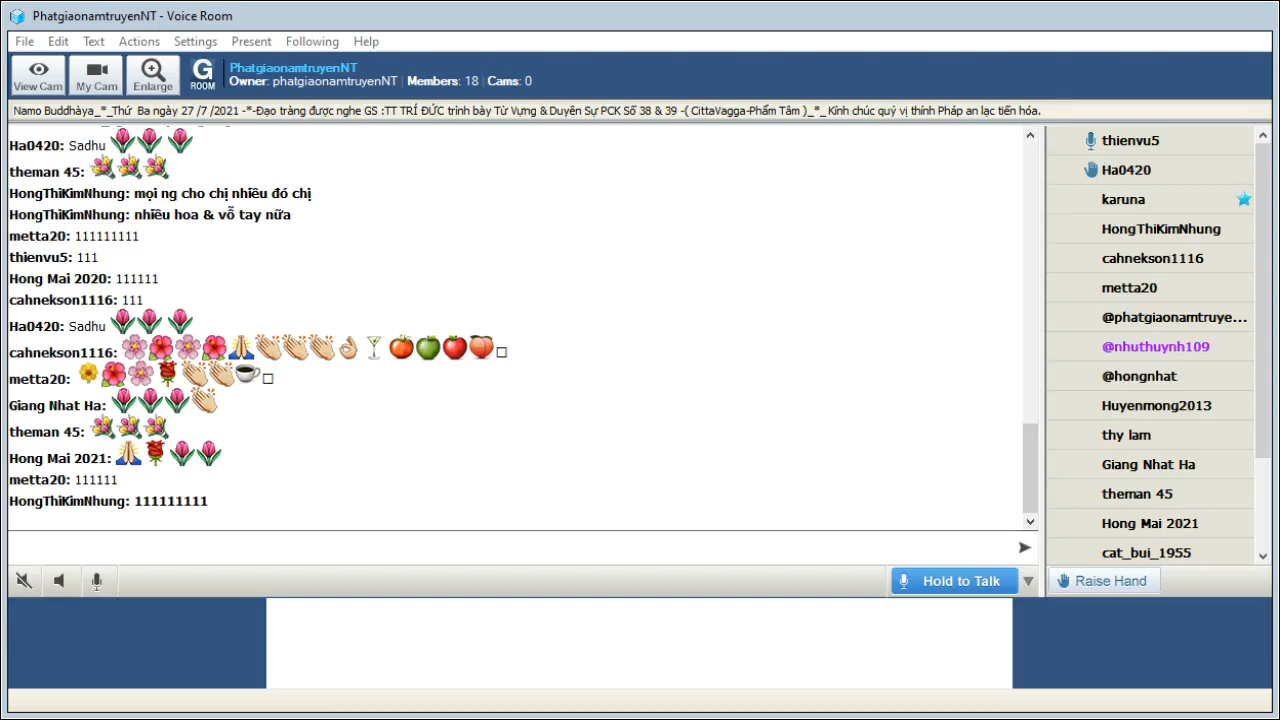 PhatgiaonamtruyenNT - Voice Room
File Edit Text Actions Settings Present Following Help
View Cam My Cam Enlarge G ROOM
PhatgiaonamtruyenNT
Owner: phatgiaonamtruyenNT Members: 18 Cams: 0
Namo Buddhàya_*_Thứ Ba ngày 27 /7 /2021 -*-Đạo tràng được nghe GS :TT TRÍ ĐỨC trình bày Từ Vựng & Duyên Sự PCK Số 38 & 39 -( CittaVagga-Phẩm Tâm )_*_ Kính chúc quý vị thính Pháp an lạc tiến hóa.
Ha0420: Sadhu
theman 45:
HongThiKimNhung: mọi ng cho chị nhiều đó chị
HongThiKimNhung: nhiều hoa & vỗ tay nữa
metta20: 111111111
thienvu5: 111
Hong Mai 2020: 111111
cahnekson1116: 111
Ha0420: Sadhu
cahnekson1116:
metta20:
Giang Nhat Ha:
theman 45:
Hong Mai 2021:
metta20: 111111
HongThiKimNhung: 111111111
thienvu5
Ha0420
karuna
HongThiKimNhung
cahnekson1116
metta20
@phatgiaonamtruye...
@nhuthuynh109
@hongnhat
Huyenmong2013
thy lam
Giang Nhat Ha
theman 45
Hong Mai 2021
cat_bui_1955
Hold to Talk
Raise Hand